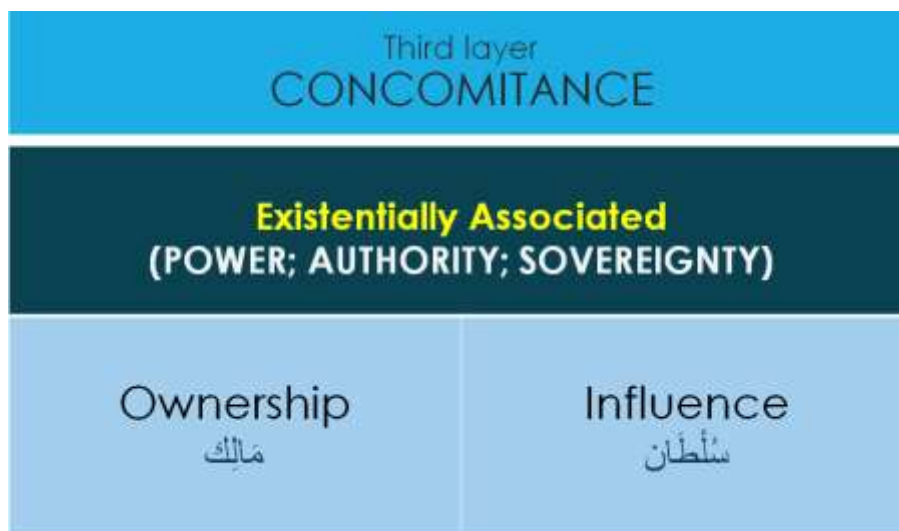 Third layer
CONCOMITANCE
Existentially Associated
(POWER; AUTHORITY; SOVEREIGNTY)
Ownership
مَالِك
Influence
سُلْطَان